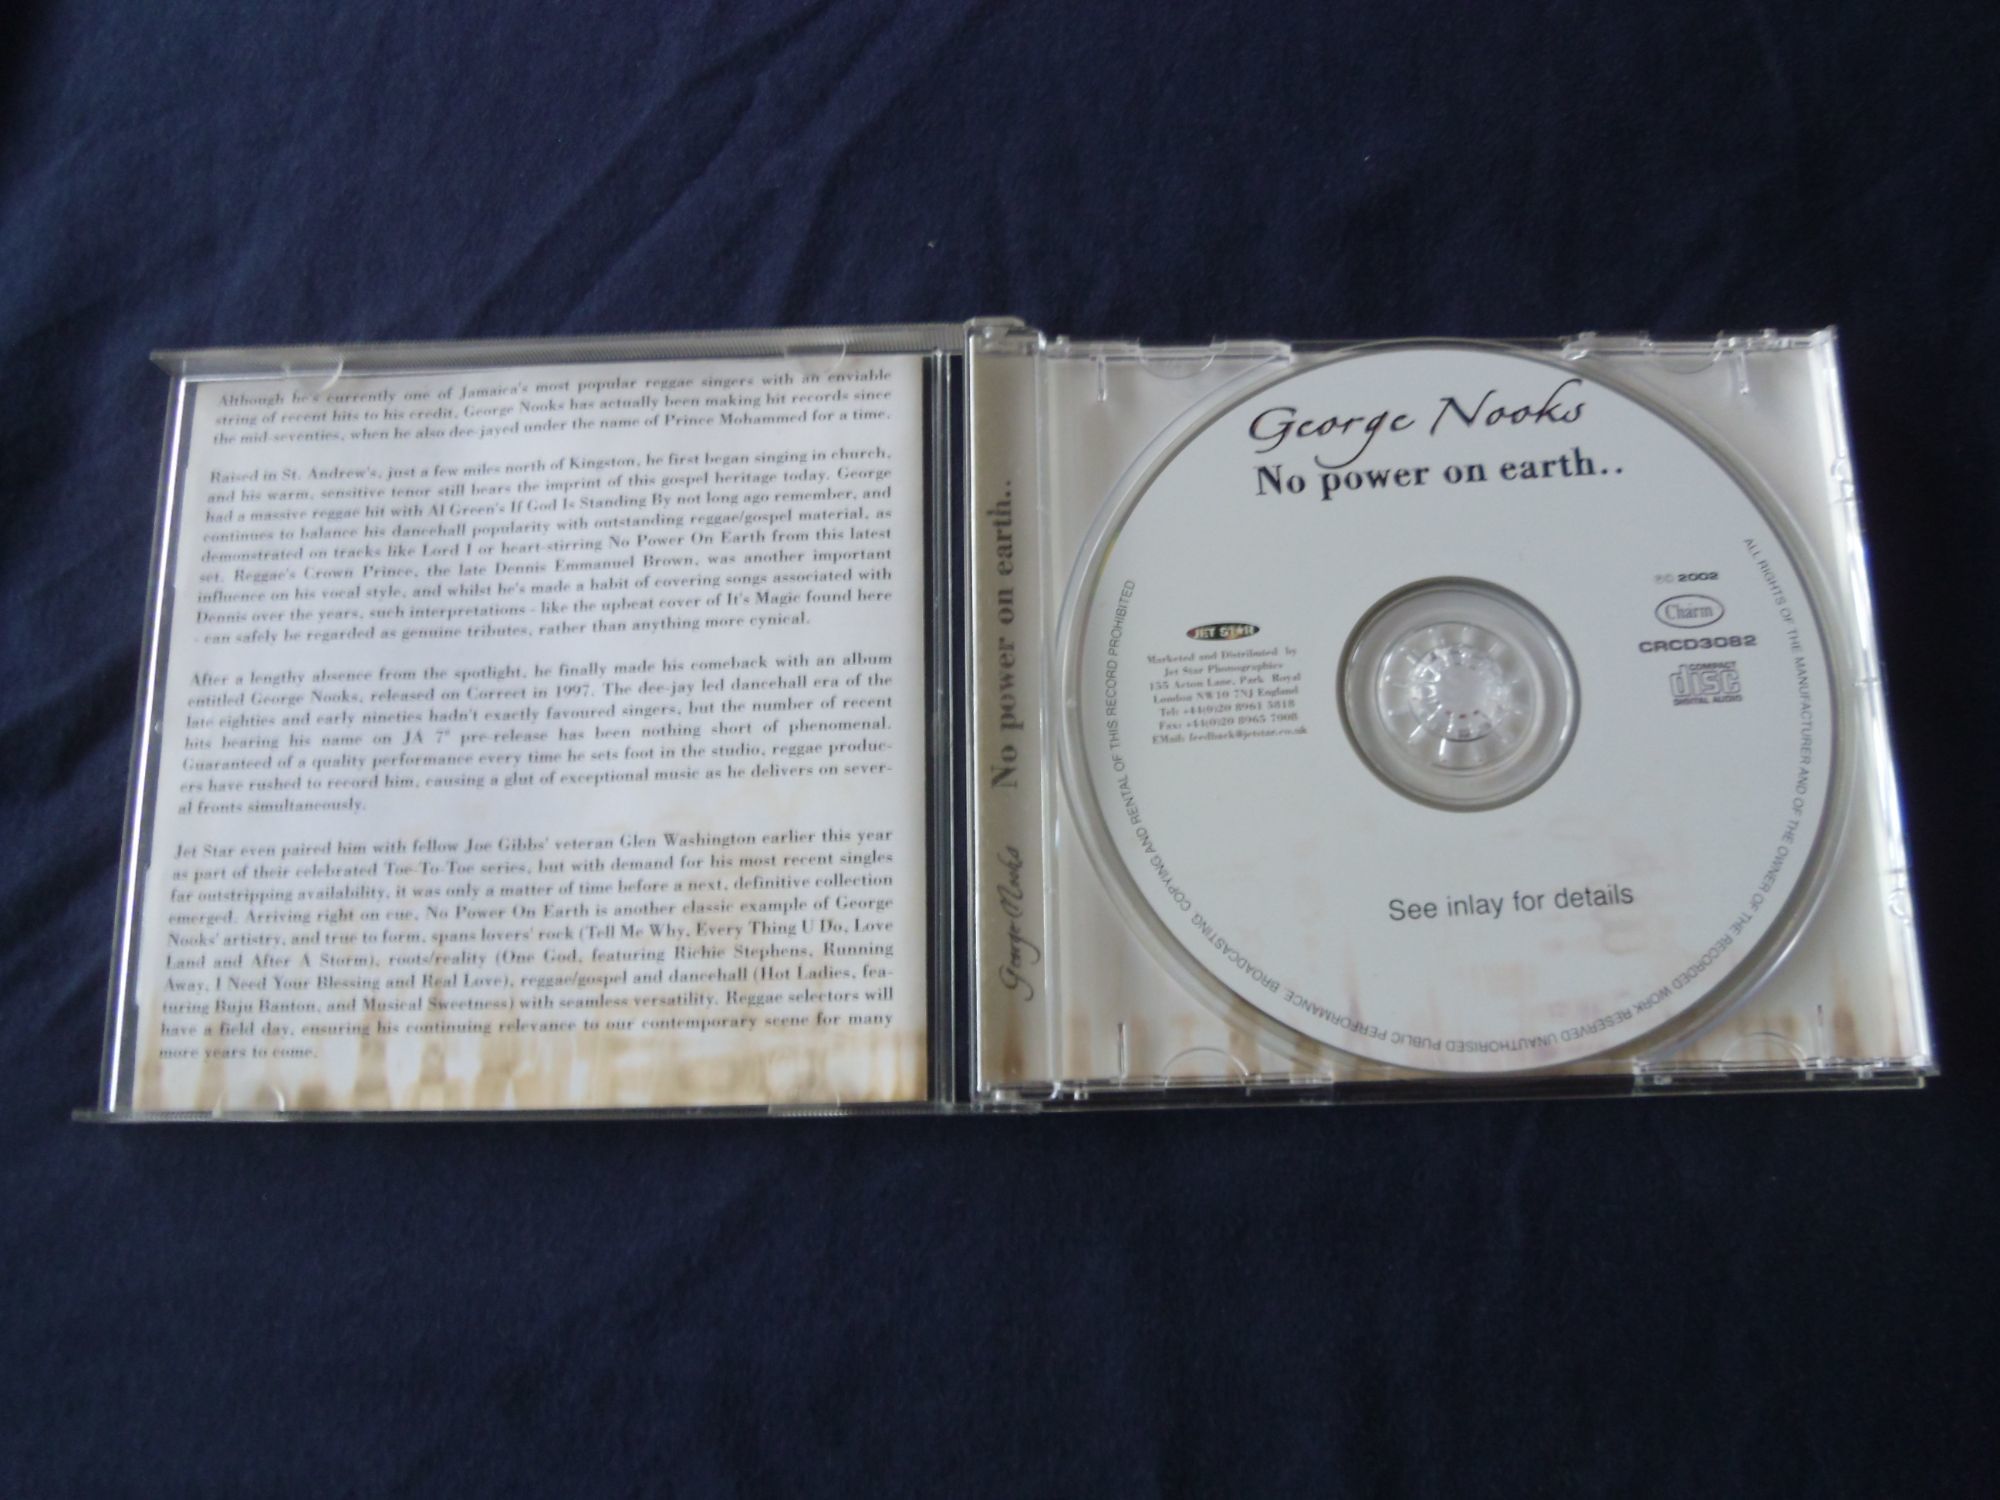 Although he's currently one of Jamaica's most popular reggae singers with an enviable
string of recent hits to his credit, George Nooks has actually been making hit records since
the mid-seventies, when he also dee-jayed under the name of Prince Mohammed for a time.
Raised in St. Andrew's, just a few miles north of Kingston, he first began singing in church,
and his warm, sensitive tenor still bears the imprint of this gospel heritage today. George
had a massive reggae hit with Al Green's If God Is Standing By not long ago remember, and
continues to balance his dancehall popularity with outstanding reggae/gospel material, as
demonstrated on tracks like Lord I or heart-stirring No Power On Earth from this latest
set. Reggae's Crown Prince, the late Dennis Emmanuel Brown, was another important
influence on his vocal style, and whilst he's made a habit of covering songs associated with
Dennis over the years, such interpretations - like the upbeat cover of It's Magic found here
- can safely be regarded as genuine tributes, rather than anything more cynical.
After a lengthy absence from the spotlight, he finally made his comeback with an album
entitled George Nooks, released on Correct in 1997. The dee-jay led dancehall era of the
late eighties and early nineties hadn't exactly favoured singers, but the number of recent
hits bearing his name on JA 7" pre-release has been nothing short of phenomenal.
Guaranteed of a quality performance every time he sets foot in the studio, reggae produc-
ers have rushed to record him, causing a glut of exceptional music as he delivers on sever-
al fronts simultaneously.
Jet Star even paired him with fellow Joe Gibbs' veteran Glen Washington earlier this year
as part of their celebrated Toe-To-Toe series, but with demand for his most recent singles
far outstripping availability, it was only a matter of time before a next, definitive collection
emerged. Arriving right on cue, No Power On Earth is another classic example of George
Nooks' artistry, and true to form, spans lovers' rock (Tell Me Why, Every Thing U Do, Love
Land and After A Storm), roots/reality (One God, featuring Richie Stephens, Running
Away, I Need Your Blessing and Real Love), reggae/gospel and dancehall (Hot Ladies, fea-
turing Buju Banton, and Musical Sweetness) with seamless versatility. Reggae selectors will
have a field day, ensuring his continuing relevance to our contemporary scene for many
more years to come.
George Nooks No power on earth..
George Nooks
No power on earth..
JET STAR
Marketed and Distributed by
Jet Star Phonographics
155 Acton Lane, Park Royal
London NW10 7NJ England
Tel: +44(0)20 8961 5818
Fax: +44(0)20 8965 7008
EMail: feedback@jetstar.co.uk
℗© 2002
Charm
CRCD3082
COMPACT
disc
DIGITAL AUDIO
See inlay for details
ALL RIGHTS OF THE MANUFACTURER AND OF THE OWNER OF THE RECORDED WORK RESERVED UNAUTHORISED PUBLIC PERFORMANCE, BROADCASTING, COPYING AND RENTAL OF THIS RECORD PROHIBITED